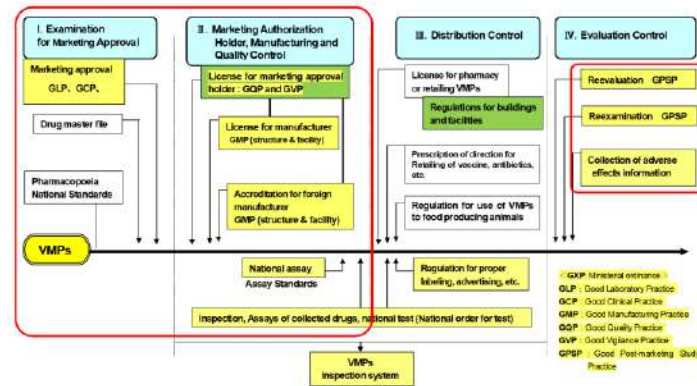 I. Examination
for Marketing Approval
Marketing approval
GLP、GCP、
Drug master file
Pharmacopoeia
National Standards
VMPs
II. Marketing Authorization
Holder, Manufacturing and
Quality Control
License for marketing approval
holder : GQP and GVP
License for manufacturer
GMP (structure & facility)
Accreditation for foreign
manufacturer
GMP (structure & facility)
National assay
Assay Standards
III. Distribution Control
License for pharmacy
or retailing VMPs
Regulations for buildings
and facilities
Prescription of direction for
Retailing of vaccine, antibiotics,
etc.
Regulation for use of VMPs
to food producing animals
Regulation for proper
labeling, advertising, etc.
Inspection, Assays of collected drugs, national test (National order for test)
VMPs
Inspection system
IV. Evaluation Control
Reevaluation GPSP
Reexamination GPSP
Collection of adverse
effects information
<GXP: Ministerial ordinance>
GLP : Good Laboratory Practice
GCP : Good Clinical Practice
GMP : Good Manufacturing Practice
GQP : Good Quality Practice
GVP : Good Vigilance Practice
GPSP : Good Post-marketing Stud
Practice